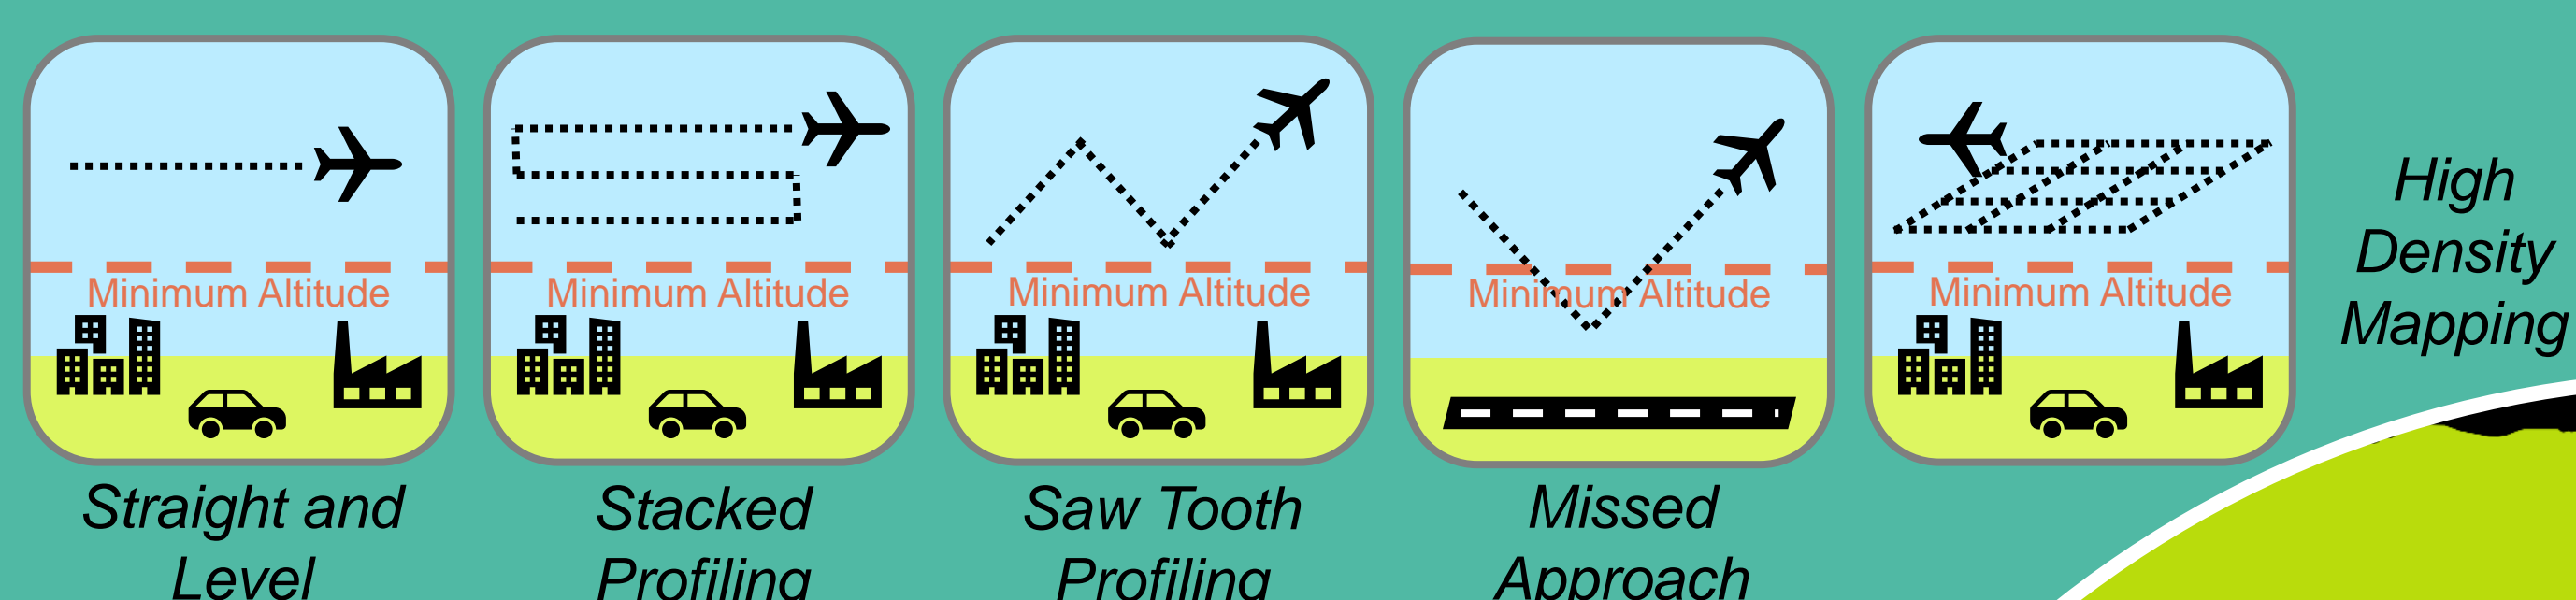 Minimum Altitude
Minimum Altitude
Minimum Altitude
Minimum Altitude
Minimum Altitude
Straight and
Level
Stacked
Profiling
Saw Tooth
Profiling
Missed
Approach
High
Density
Mapping